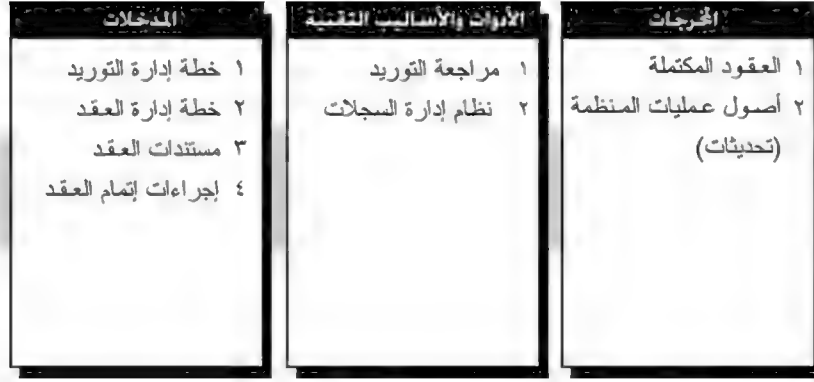 المدخلات
١ خطة إدارة التوريد
٢ خطة إدارة العقد
٣ مستندات العقد
٤ إجراءات إتمام العقد
الأدوات والأساليب التقنية
١ مراجعة التوريد
٢ نظام إدارة السجلات
المخرجات
١ العقود المكتملة
٢ أصول عمليات المنظمة
(تحديثات)